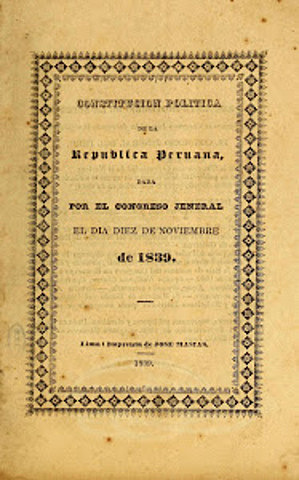 CONSTITUCION POLITICA
DE LA
Republica Peruana,
DADA
POR EL CONGRESO JENERAL
EL DIA DIEZ DE NOVIEMBRE
de 1839.
Lima: Imprenta de JOSE MASIAS.
1839.